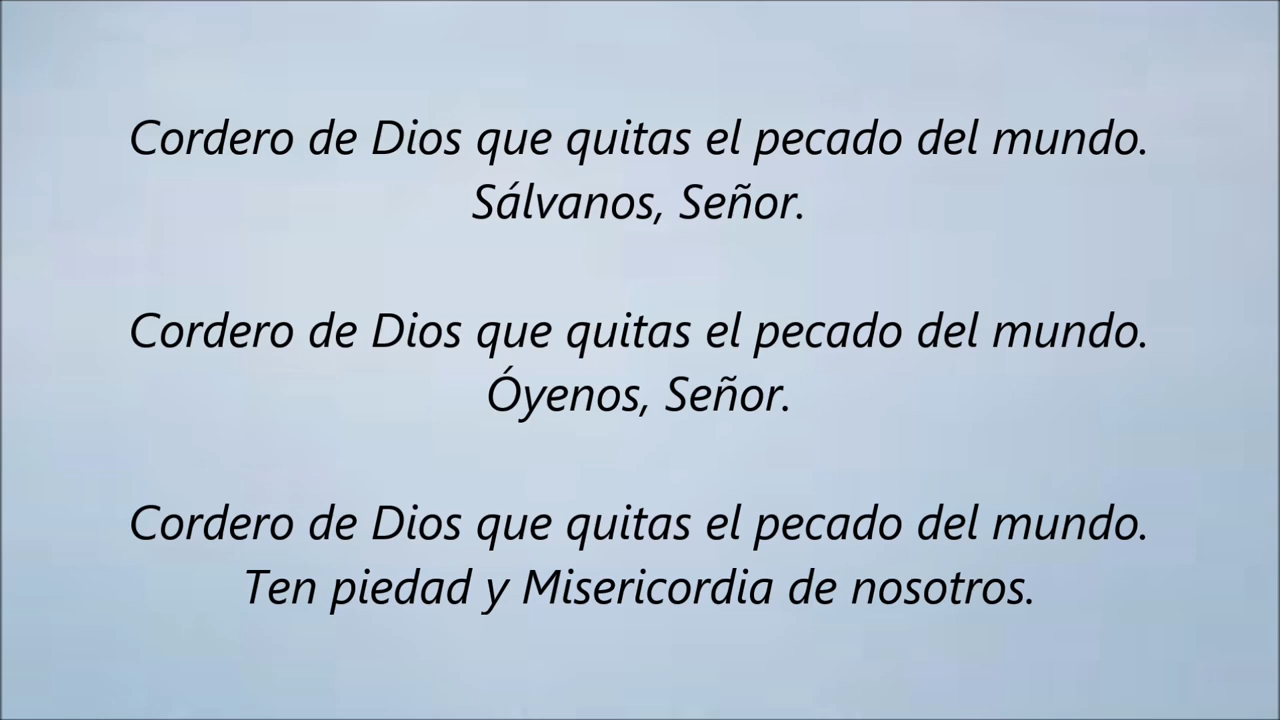 Cordero de Dios que quitas el pecado del mundo.
Sálvanos, Señor.
Cordero de Dios que quitas el pecado del mundo.
Óyenos, Señor.
Cordero de Dios que quitas el pecado del mundo.
Ten piedad y Misericordia de nosotros.